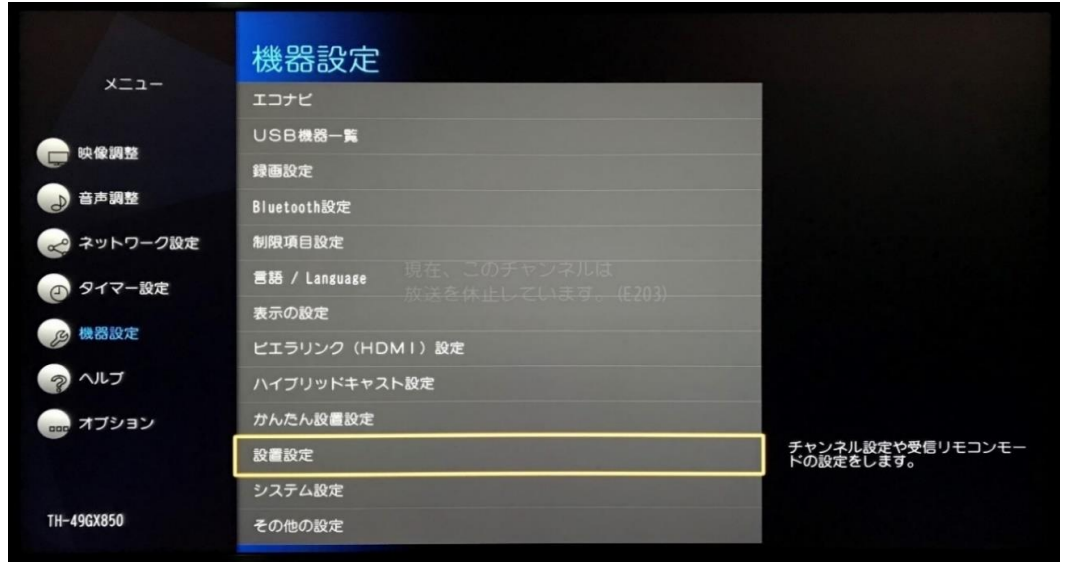 機器設定
メニュー
映像調整
音声調整
ネットワーク設定
タイマー設定
機器設定
ヘルプ
オプション
TH-49GX850
エコナビ
USB機器一覧
録画設定
Bluetooth設定
制限項目設定
言語 / Language
表示の設定
ビエラリンク（HDMI）設定
ハイブリッドキャスト設定
かんたん設置設定
設置設定
システム設定
その他の設定
現在、このチャンネルは
放送を休止しています。(E203)
チャンネル設定や受信リモコンモー
ドの設定をします。